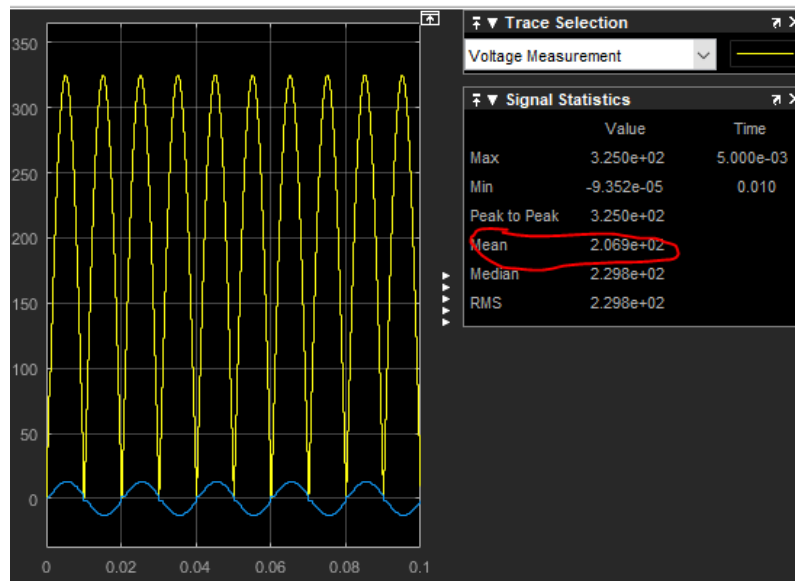 Trace Selection
Voltage Measurement
Signal Statistics
Value Time
Max 3.250e+02 5.000e-03
Min -9.352e-05 0.010
Peak to Peak 3.250e+02
Mean 2.069e+02
Median 2.298e+02
RMS 2.298e+02
350
300
250
200
150
100
50
0
0 0.02 0.04 0.06 0.08 0.1